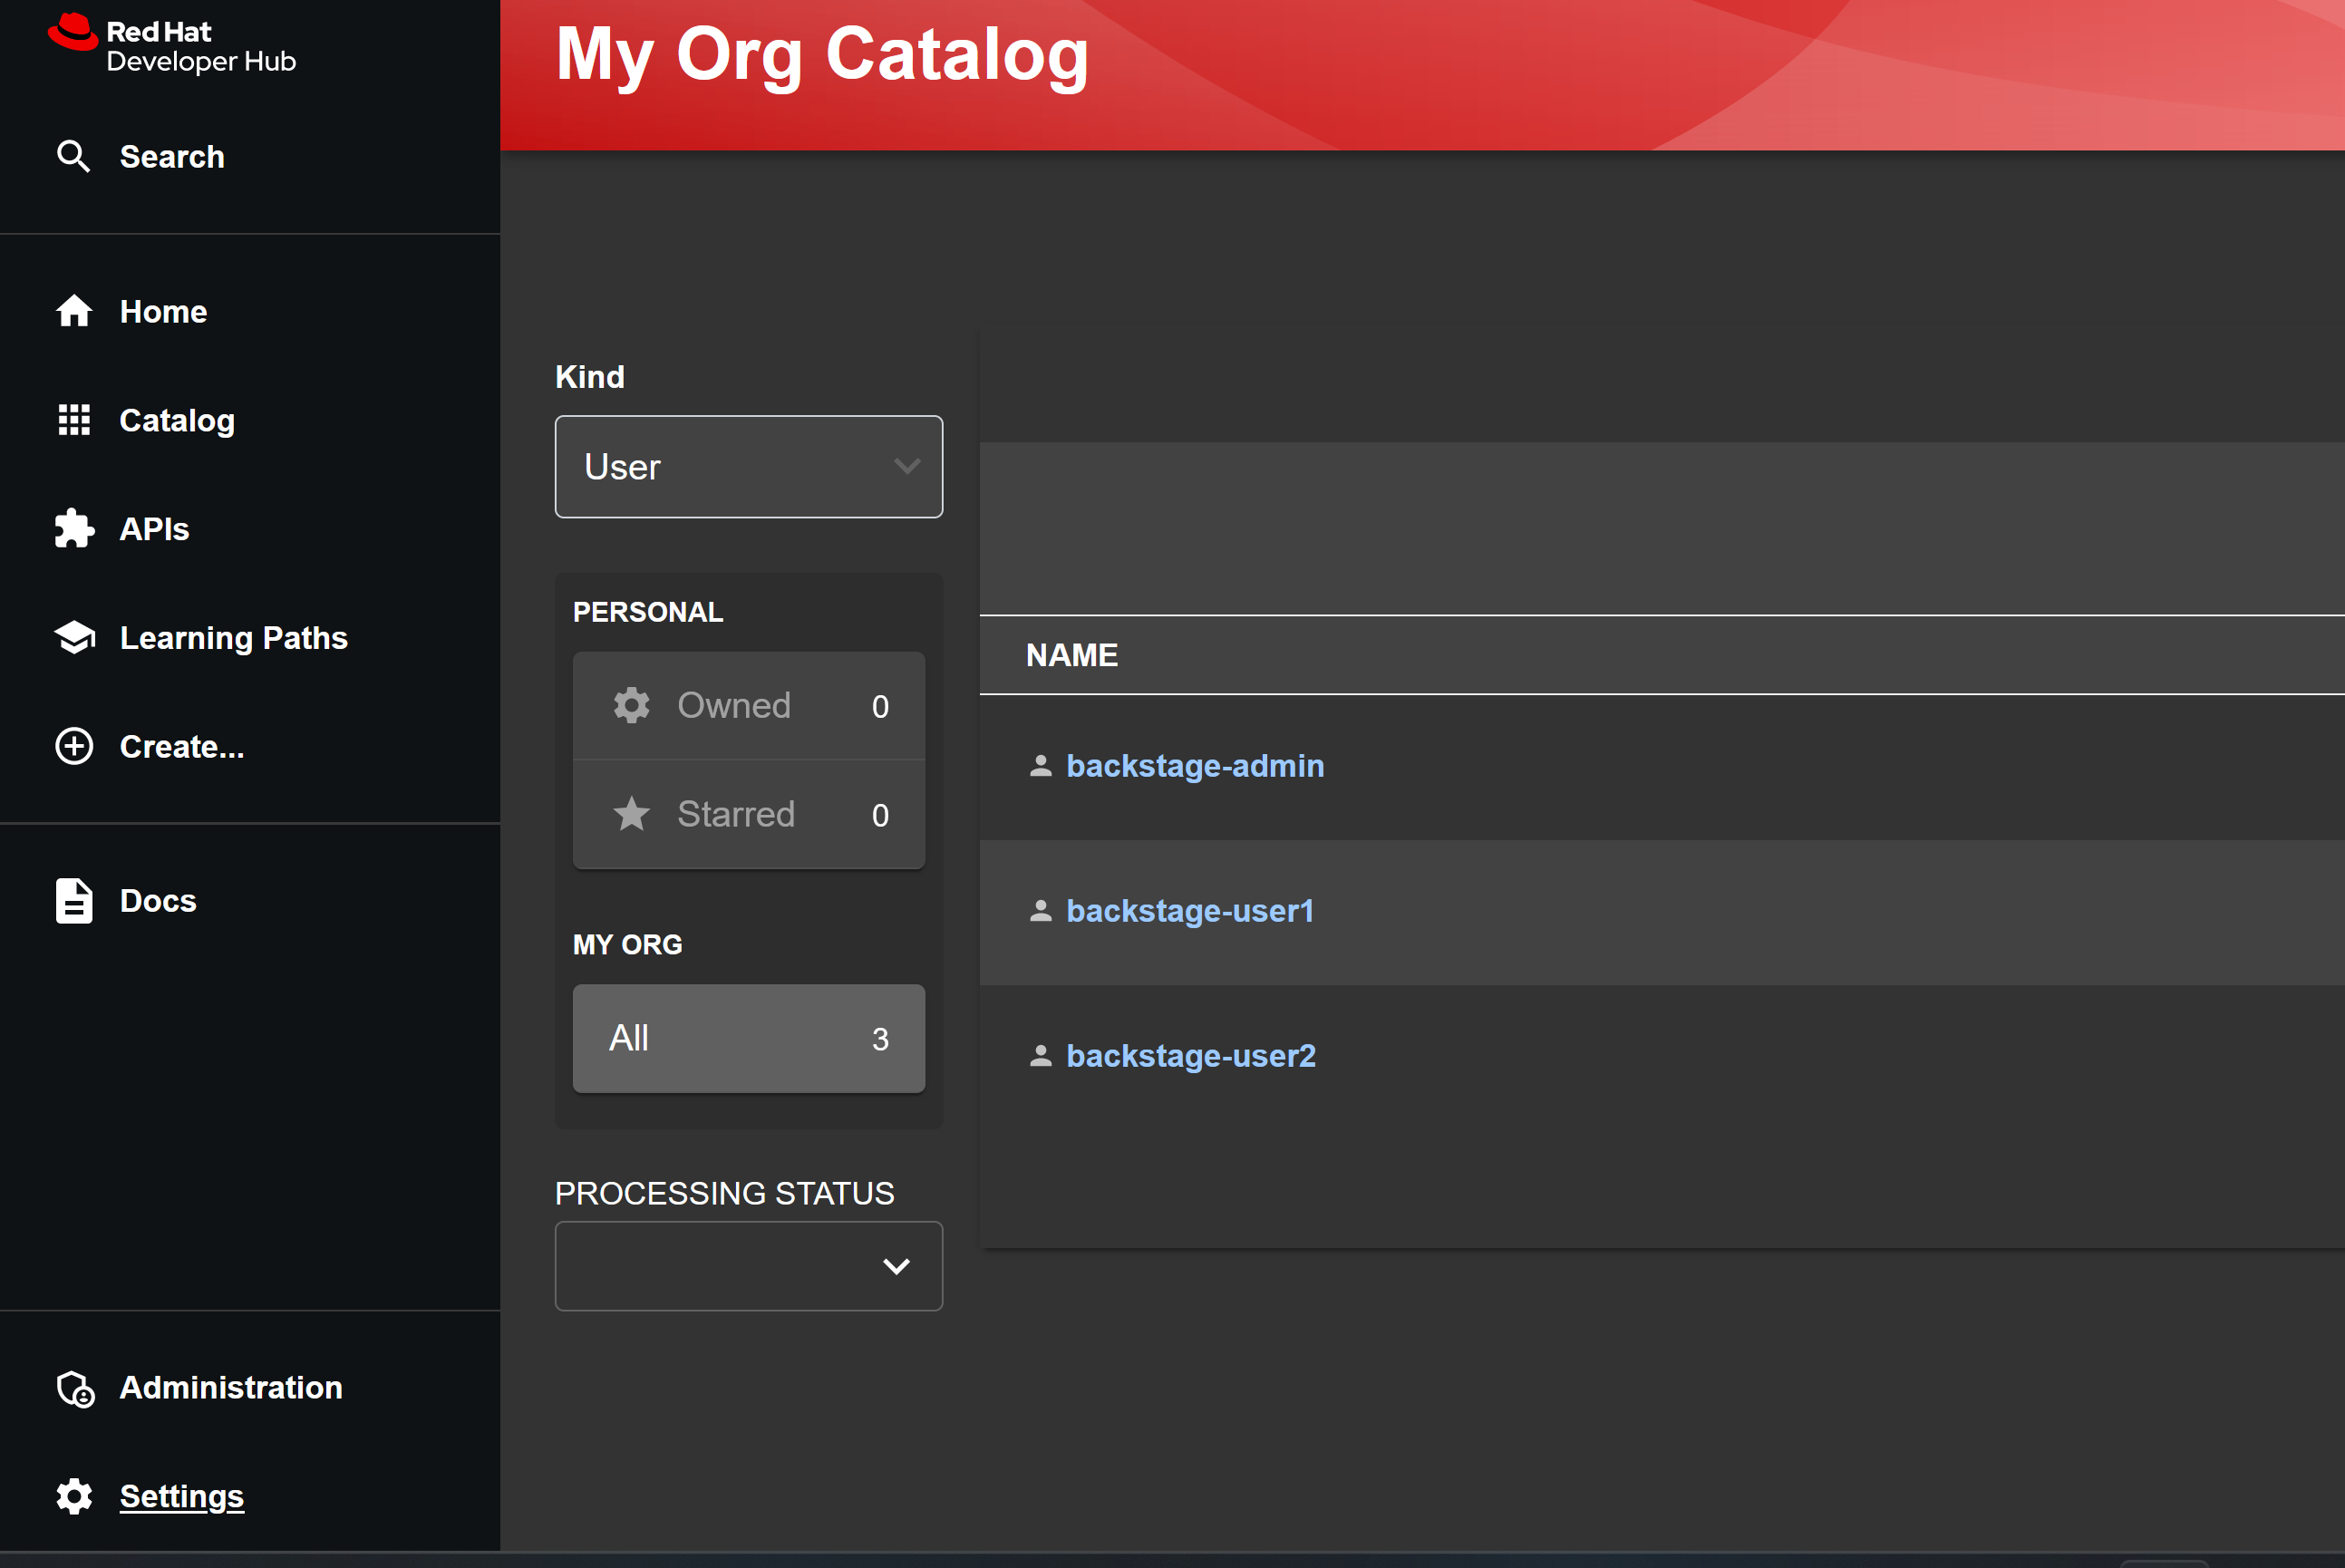 Red Hat
Developer Hub
Search
Home
Catalog
APIs
Learning Paths
Create...
Docs
Administration
Settings
My Org Catalog
Kind
User
PERSONAL
Owned 0
Starred 0
MY ORG
All 3
PROCESSING STATUS
NAME
backstage-admin
backstage-user1
backstage-user2